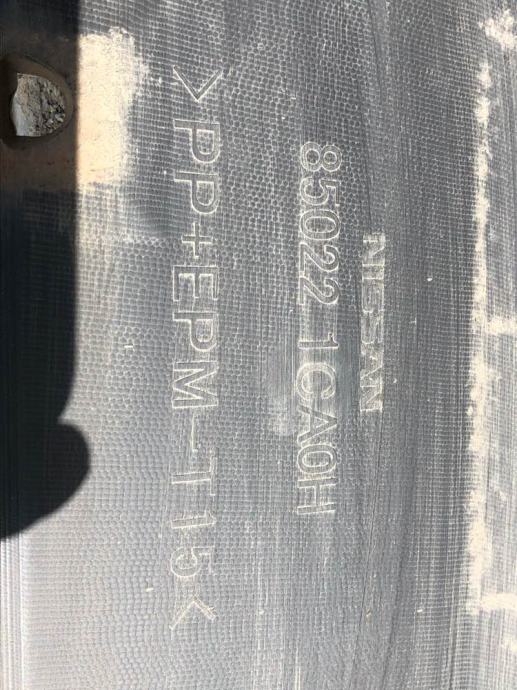 NISSAN
85022 1CA0H
>PP+EPM-T15<